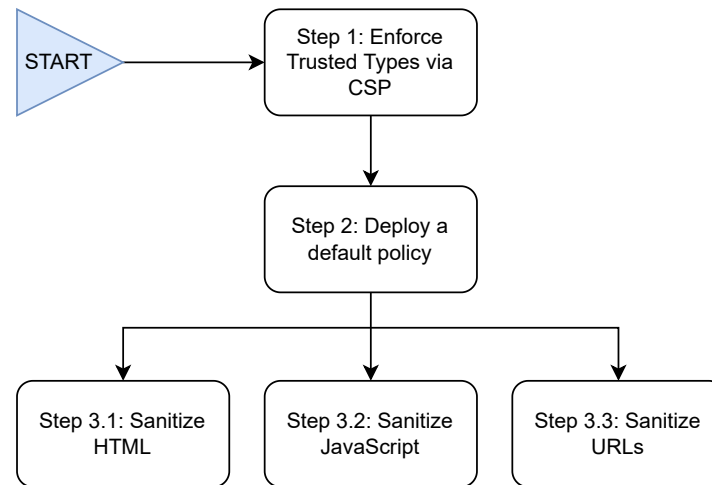 START
Step 1: Enforce
Trusted Types via
CSP
Step 2: Deploy a
default policy
Step 3.1: Sanitize
HTML
Step 3.2: Sanitize
JavaScript
Step 3.3: Sanitize
URLs